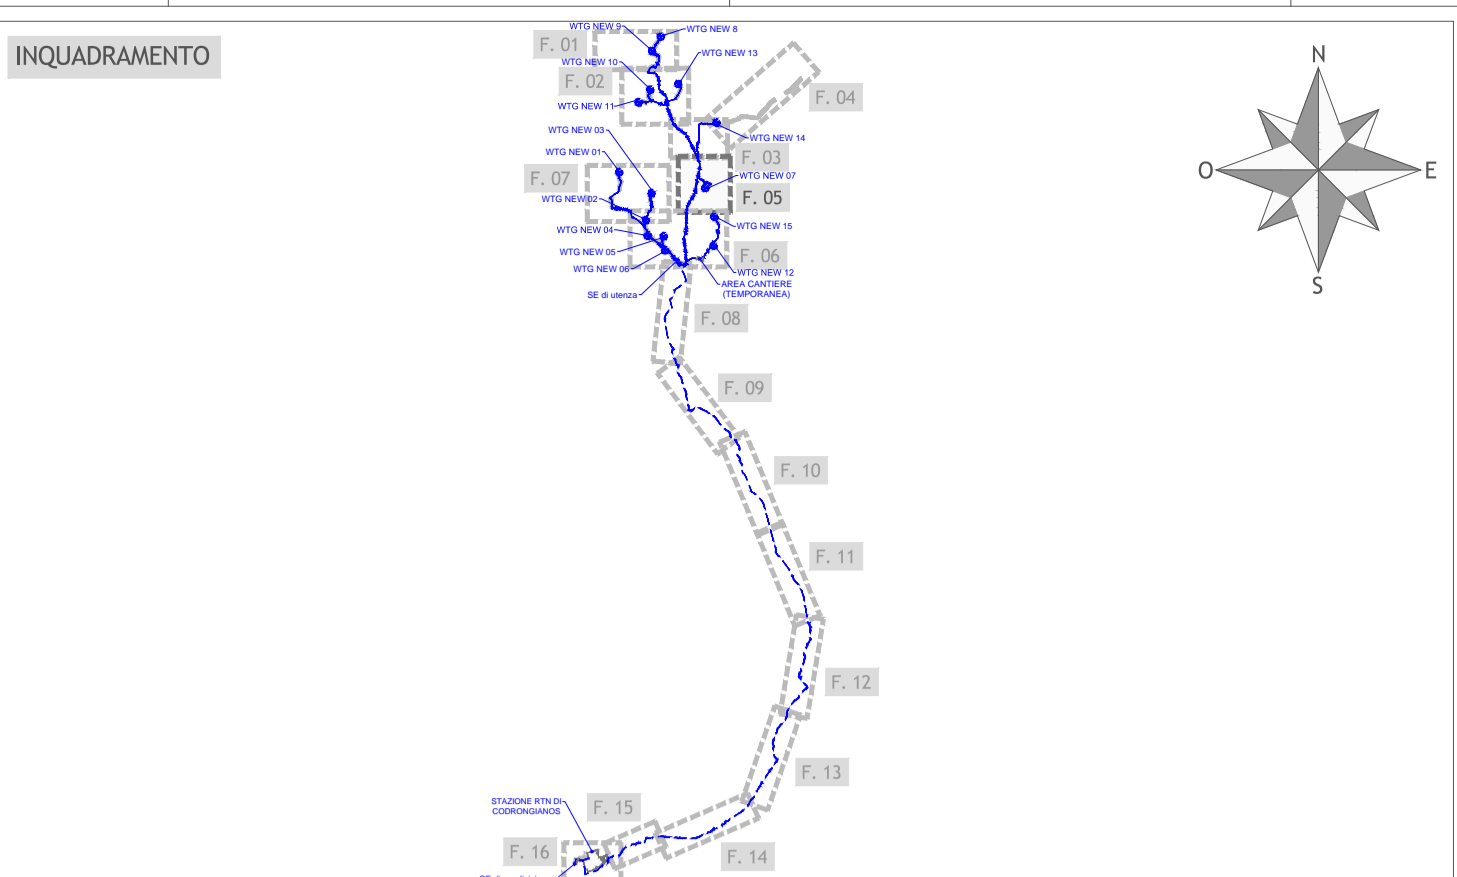 INQUADRAMENTO
WTG NEW 9
WTG NEW 8
F. 01
WTG NEW 13
WTG NEW 10
F. 02
F. 04
WTG NEW 11
WTG NEW 03
WTG NEW 14
WTG NEW 01
F. 03
F. 07
WTG NEW 07
WTG NEW 02
F. 05
WTG NEW 15
WTG NEW 04
WTG NEW 05
F. 06
WTG NEW 06
WTG NEW 12
AREA CANTIERE
(TEMPORANEA)
SE di utenza
F. 08
F. 09
F. 10
F. 11
F. 12
F. 13
STAZIONE RTN DI
CODRONGIANOS
F. 15
F. 16
F. 14
N
O
E
S